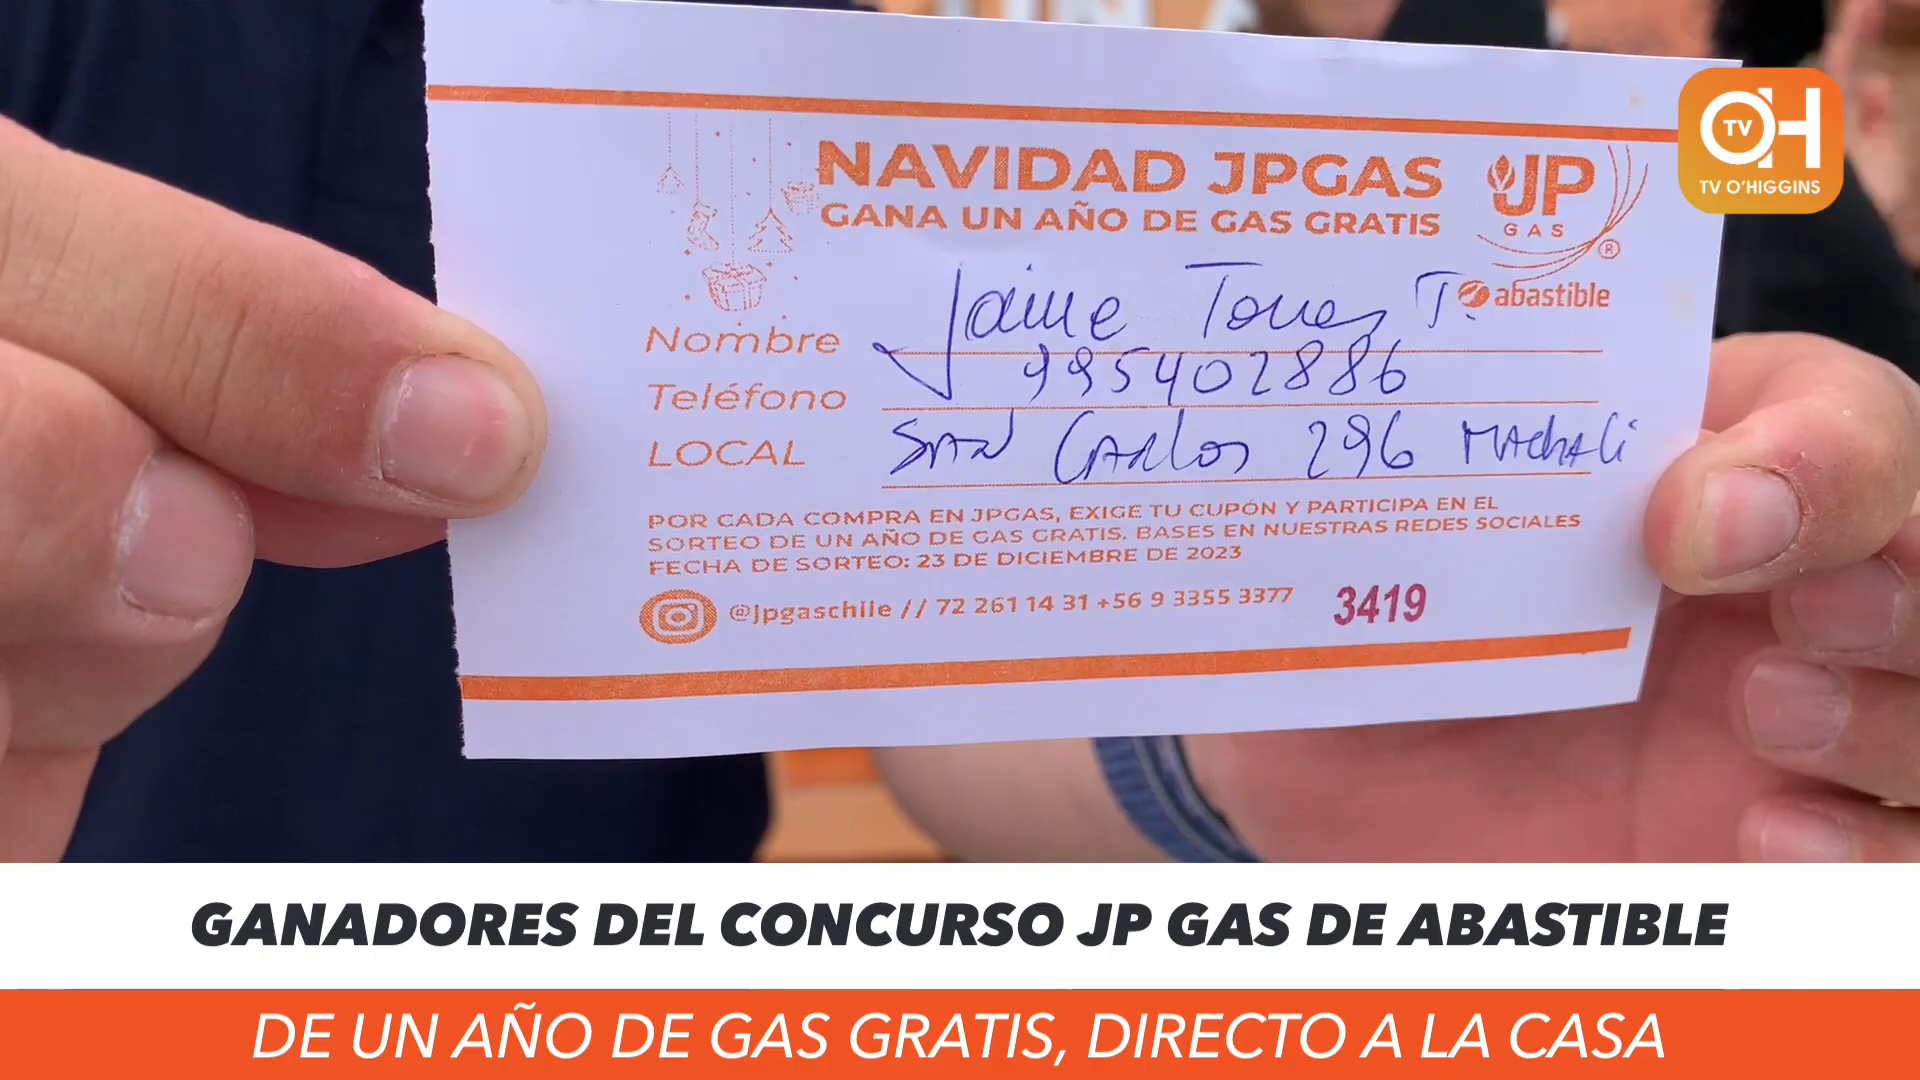 TV OH
TV O'HIGGINS
NAVIDAD JPGAS
GANA UN AÑO DE GAS GRATIS
JP
GAS
®
abastible
Nombre Jaime Torres T.
Teléfono 995402886
LOCAL SAN CARLOS 296 MACHALI
POR CADA COMPRA EN JPGAS, EXIGE TU CUPÓN Y PARTICIPA EN EL
SORTEO DE UN AÑO DE GAS GRATIS. BASES EN NUESTRAS REDES SOCIALES
FECHA DE SORTEO: 23 DE DICIEMBRE DE 2023
@jpgaschile // 72 261 14 31 +56 9 3355 3377 3419
GANADORES DEL CONCURSO JP GAS DE ABASTIBLE
DE UN AÑO DE GAS GRATIS, DIRECTO A LA CASA